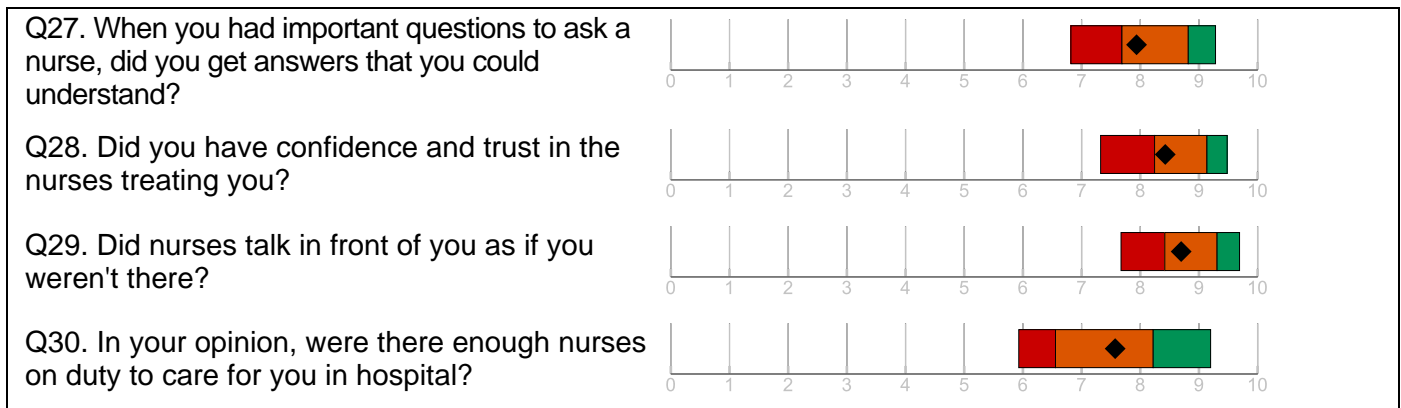 Q27. When you had important questions to ask a
nurse, did you get answers that you could
understand?
0 1 2 3 4 5 6 7 8 9 10
Q28. Did you have confidence and trust in the
nurses treating you?
0 1 2 3 4 5 6 7 8 9 10
Q29. Did nurses talk in front of you as if you
weren't there?
0 1 2 3 4 5 6 7 8 9 10
Q30. In your opinion, were there enough nurses
on duty to care for you in hospital?
0 1 2 3 4 5 6 7 8 9 10